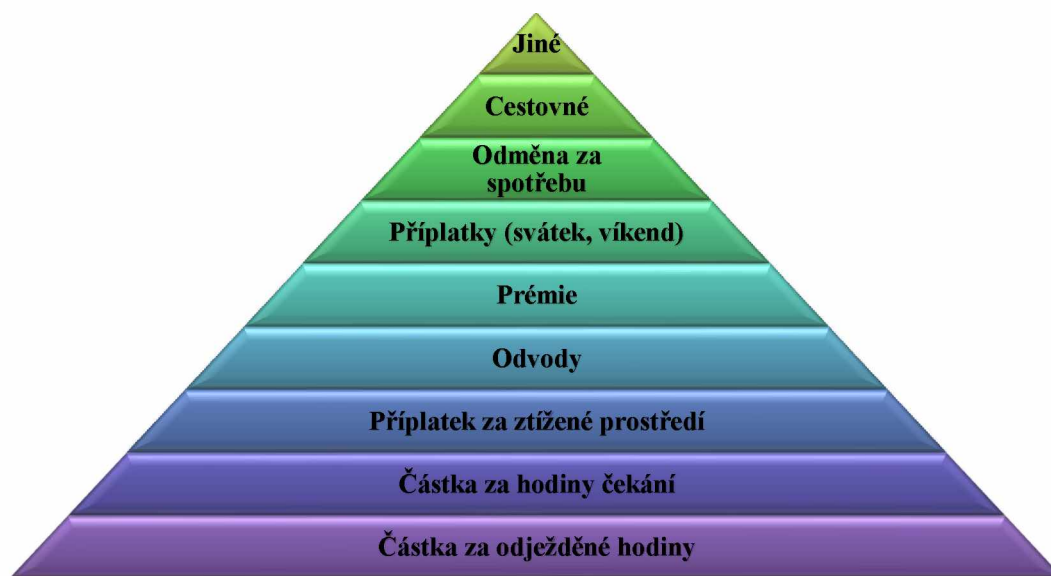 Jiné
Cestovné
Odměna za
spotřebu
Příplatky (svátek, víkend)
Prémie
Odvody
Příplatek za ztížené prostředí
Částka za hodiny čekání
Částka za odježděné hodiny